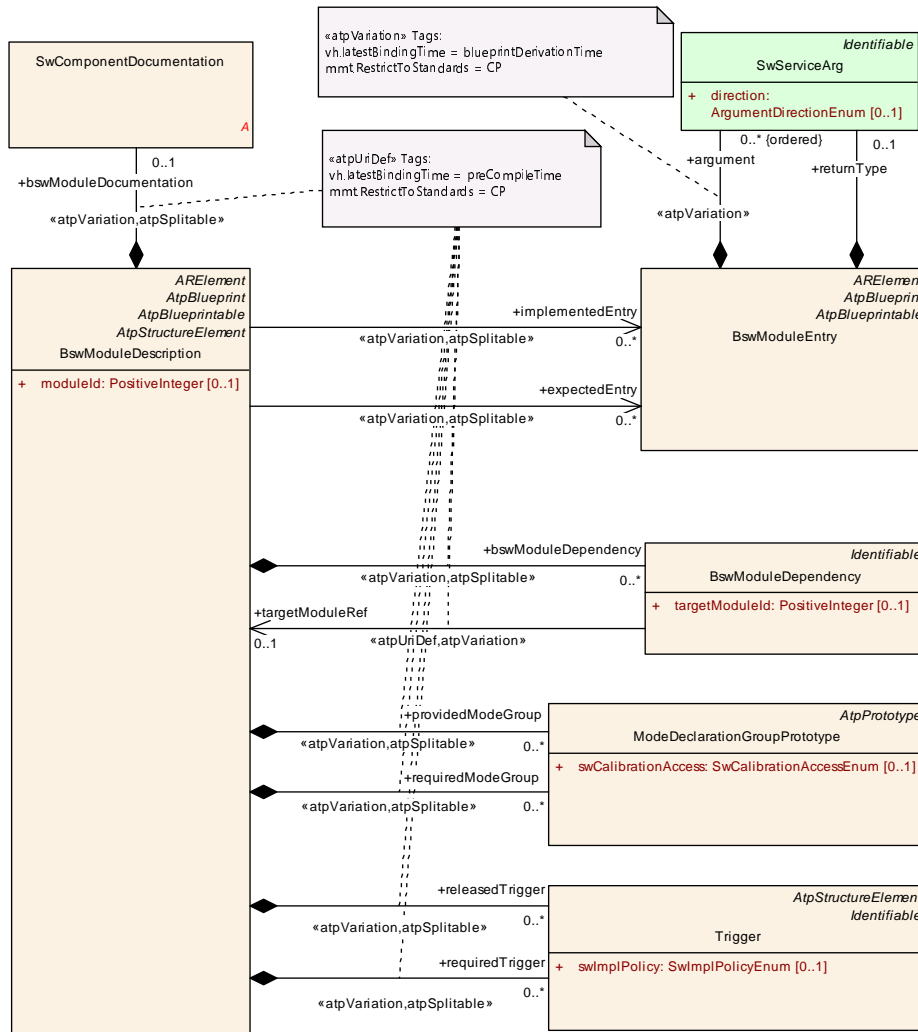 «atpVariation» Tags:
vh.latestBindingTime = blueprintDerivationTime
mmt.RestrictToStandards = CP
SwComponentDocumentation
A
Identifiable
SwServiceArg
+ direction:
ArgumentDirectionEnum [0..1]
«atpUriDef» Tags:
vh.latestBindingTime = preCompileTime
mmt.RestrictToStandards = CP
0..1
+bswModuleDocumentation
«atpVariation,atpSplitable»
0..* {ordered}
+argument
«atpVariation»
0..1
+returnType
ARElement
AtpBlueprint
AtpBlueprintable
AtpStructureElement
BswModuleDescription
+ moduleId: PositiveInteger [0..1]
ARElement
AtpBlueprint
AtpBlueprintable
BswModuleEntry
+implementedEntry
«atpVariation,atpSplitable»
0..*
+expectedEntry
«atpVariation,atpSplitable»
0..*
+bswModuleDependency
«atpVariation,atpSplitable»
0..*
Identifiable
BswModuleDependency
+ targetModuleId: PositiveInteger [0..1]
+targetModuleRef
0..1
«atpUriDef,atpVariation»
+providedModeGroup
«atpVariation,atpSplitable»
0..*
AtpPrototype
ModeDeclarationGroupPrototype
+ swCalibrationAccess: SwCalibrationAccessEnum [0..1]
+requiredModeGroup
«atpVariation,atpSplitable»
0..*
+releasedTrigger
0..*
«atpVariation,atpSplitable»
AtpStructureElement
Identifiable
Trigger
+ swImplPolicy: SwImplPolicyEnum [0..1]
+requiredTrigger
0..*
«atpVariation,atpSplitable»